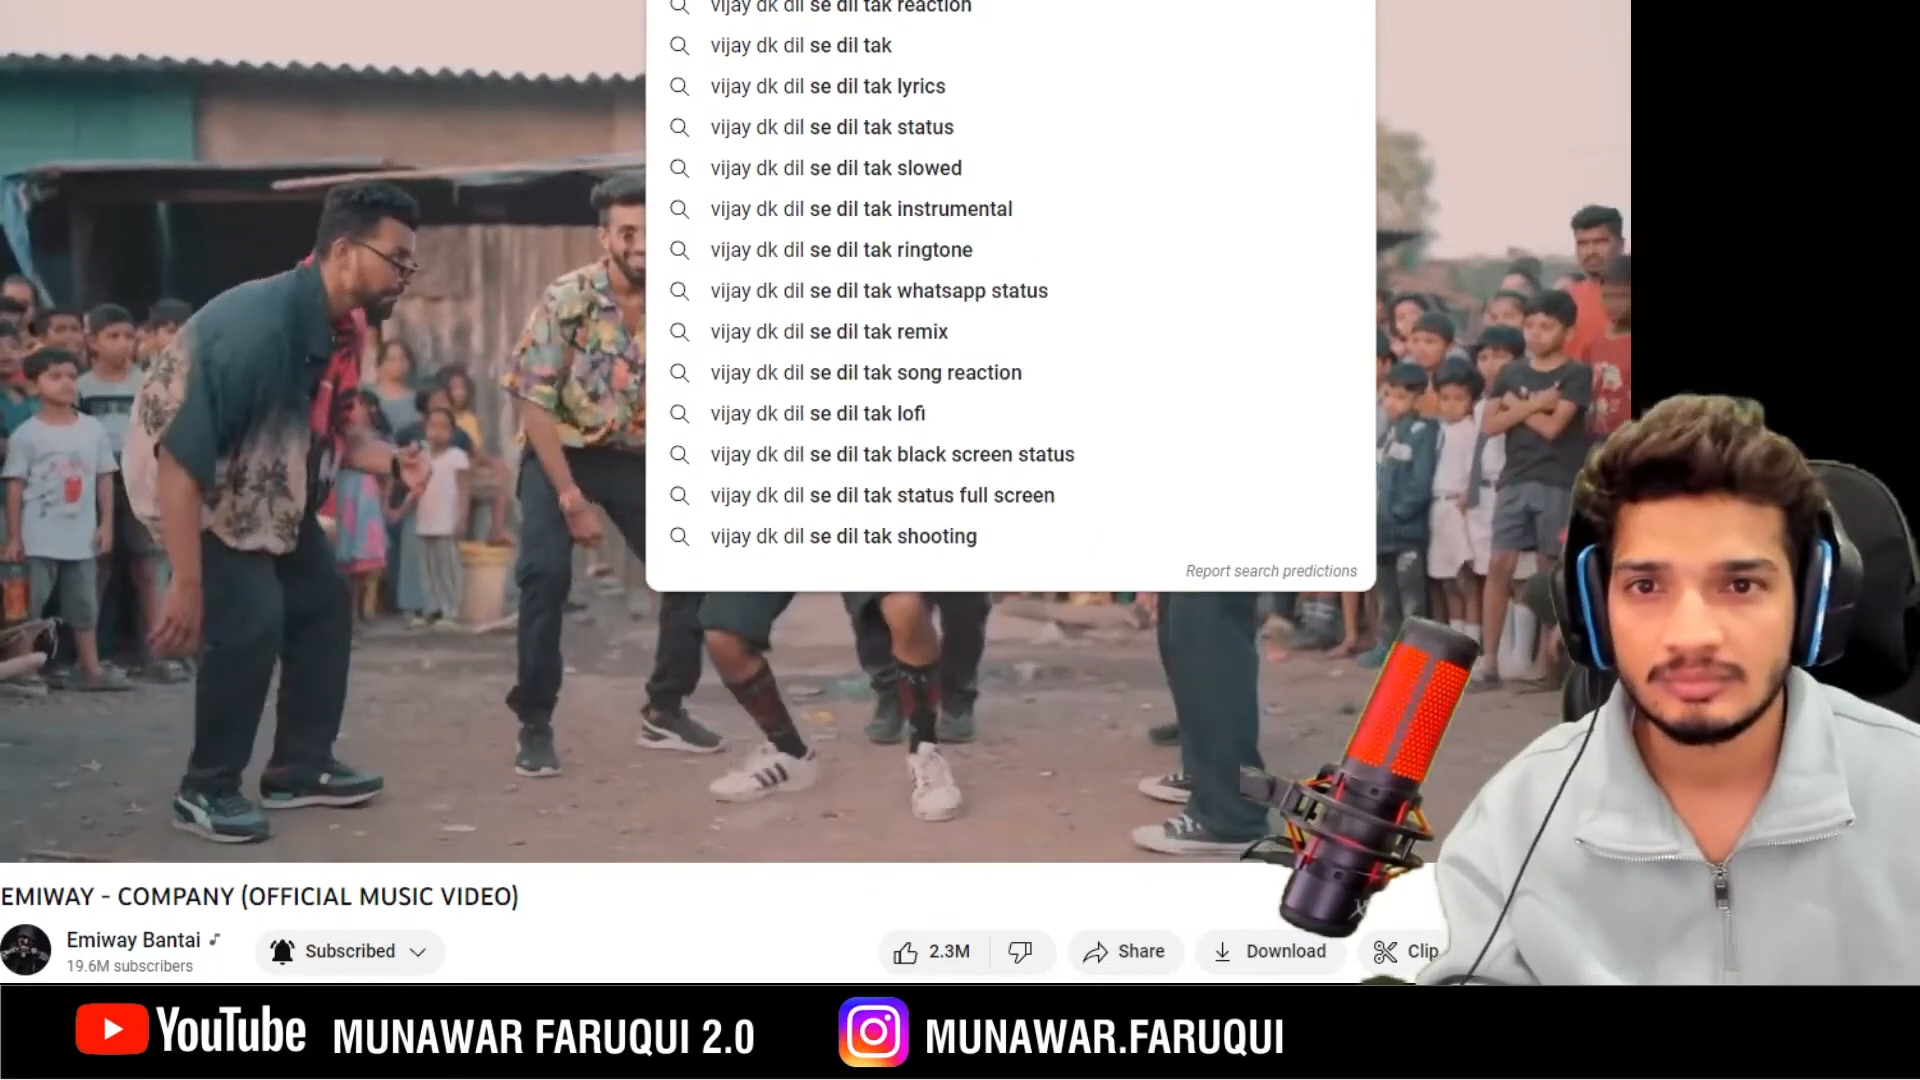 vijay dk dil se dil tak reaction
vijay dk dil se dil tak
vijay dk dil se dil tak lyrics
vijay dk dil se dil tak status
vijay dk dil se dil tak slowed
vijay dk dil se dil tak instrumental
vijay dk dil se dil tak ringtone
vijay dk dil se dil tak whatsapp status
vijay dk dil se dil tak remix
vijay dk dil se dil tak song reaction
vijay dk dil se dil tak lofi
vijay dk dil se dil tak black screen status
vijay dk dil se dil tak status full screen
vijay dk dil se dil tak shooting
Report search predictions
EMIWAY - COMPANY (OFFICIAL MUSIC VIDEO)
Emiway Bantai
19.6M subscribers
Subscribed
2.3M
Share
Download
Clip
YouTube MUNAWAR FARUQUI 2.0
MUNAWAR.FARUQUI